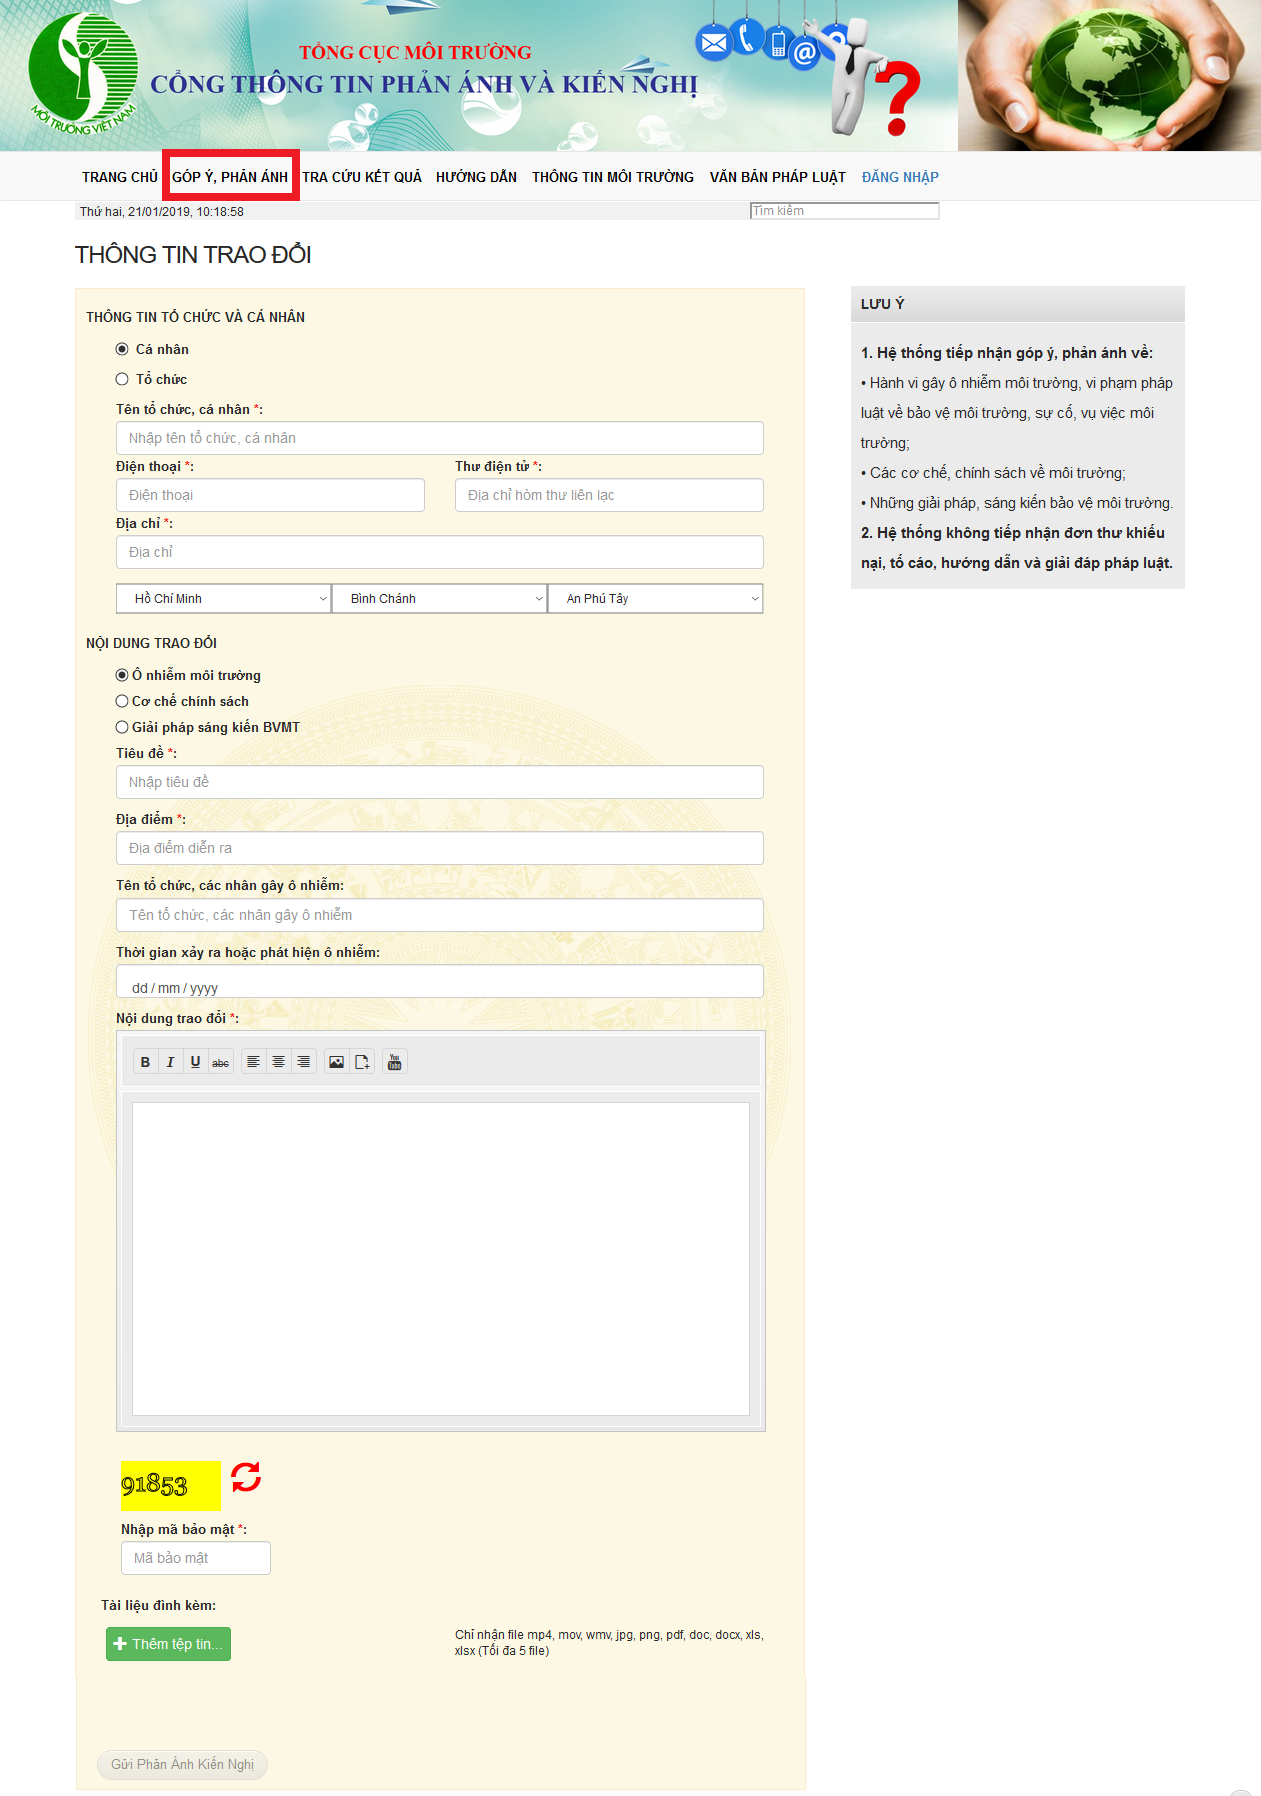 TỔNG CỤC MÔI TRƯỜNG
CỔNG THÔNG TIN PHẢN ÁNH VÀ KIẾN NGHỊ
MÔI TRƯỜNG VIỆT NAM
TRANG CHỦ GÓP Ý, PHẢN ÁNH TRA CỨU KẾT QUẢ HƯỚNG DẪN THÔNG TIN MÔI TRƯỜNG VĂN BẢN PHÁP LUẬT ĐĂNG NHẬP
Thứ hai, 21/01/2019, 10:18:58
Tìm kiếm
THÔNG TIN TRAO ĐỔI
THÔNG TIN TỔ CHỨC VÀ CÁ NHÂN
Cá nhân
Tổ chức
Tên tổ chức, cá nhân *:
Nhập tên tổ chức, cá nhân
Điện thoại *: Thư điện tử *:
Điện thoại Địa chỉ hòm thư liên lạc
Địa chỉ *:
Địa chỉ
Hồ Chí Minh Bình Chánh An Phú Tây
NỘI DUNG TRAO ĐỔI
Ô nhiễm môi trường
Cơ chế chính sách
Giải pháp sáng kiến BVMT
Tiêu đề *:
Nhập tiêu đề
Địa điểm *:
Địa điểm diễn ra
Tên tổ chức, các nhân gây ô nhiễm:
Tên tổ chức, các nhân gây ô nhiễm
Thời gian xảy ra hoặc phát hiện ô nhiễm:
dd / mm / yyyy
Nội dung trao đổi *:
B I U abc You Tube
91853
Nhập mã bảo mật *:
Mã bảo mật
Tài liệu đính kèm:
Thêm tệp tin...
Chỉ nhận file mp4, mov, wmv, jpg, png, pdf, doc, docx, xls,
xlsx (Tối đa 5 file)
Gửi Phản Ánh Kiến Nghị
LƯU Ý
1. Hệ thống tiếp nhận góp ý, phản ánh về:
• Hành vi gây ô nhiễm môi trường, vi phạm pháp
luật về bảo vệ môi trường, sự cố, vụ việc môi
trường;
• Các cơ chế, chính sách về môi trường;
• Những giải pháp, sáng kiến bảo vệ môi trường.
2. Hệ thống không tiếp nhận đơn thư khiếu
nại, tố cáo, hướng dẫn và giải đáp pháp luật.